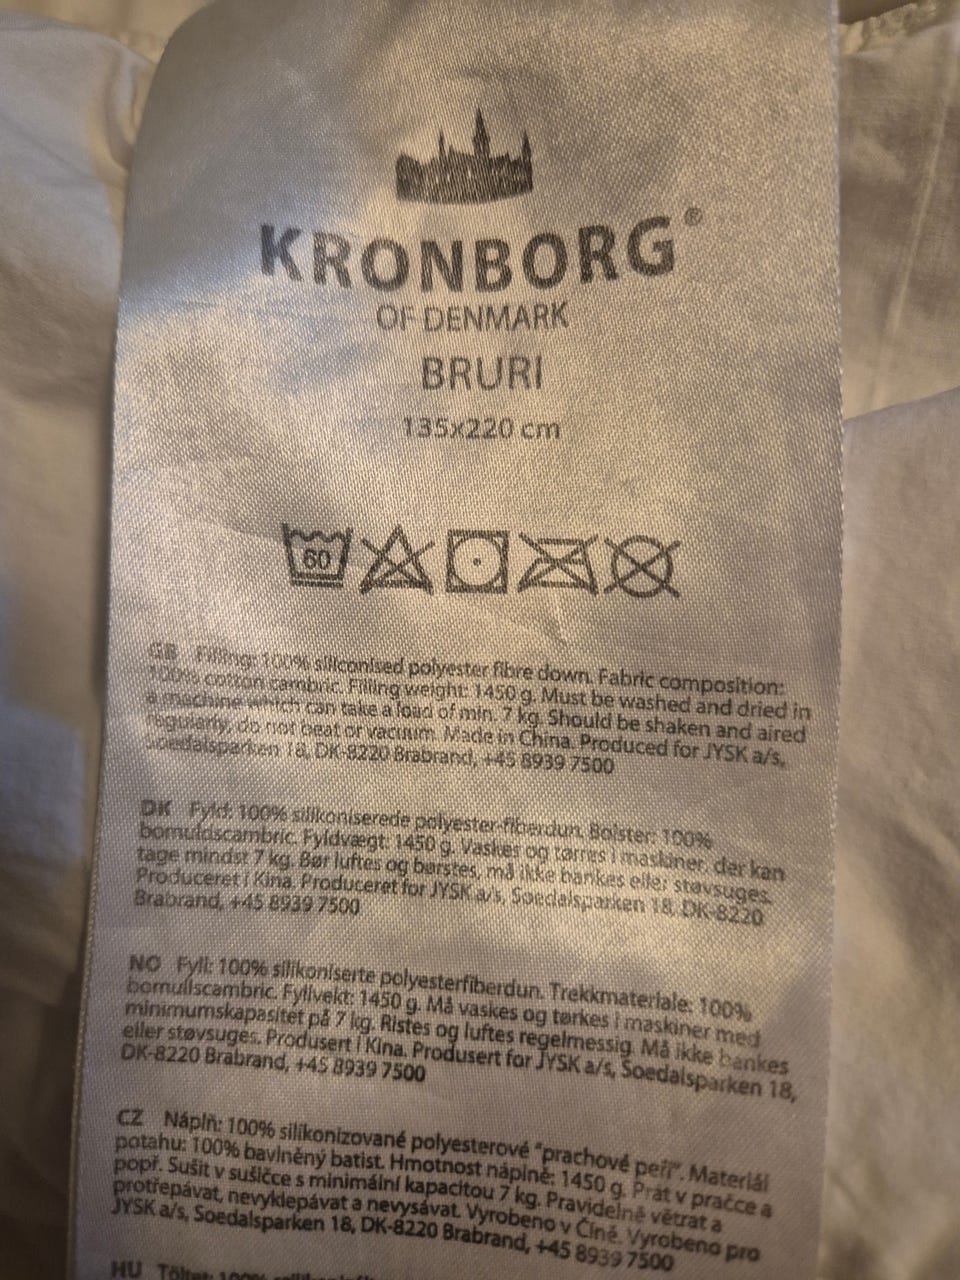 KRONBORG®
OF DENMARK
BRURI
135x220 cm
60
GB Filling: 100% siliconised polyester fibre down. Fabric composition:
100% cotton cambric. Filling weight: 1450 g. Must be washed and dried in
a machine which can take a load of min. 7 kg. Should be shaken and aired
regularly, do not beat or vacuum. Made in China. Produced for JYSK a/s,
Soedalsparken 18, DK-8220 Brabrand, +45 8939 7500
DK Fyld: 100% silikoniserede polyester-fiberdun. Bolster: 100%
bomuldscambric. Fyldvægt: 1450 g. Vaskes og tørres i maskiner, der kan
tage mindst 7 kg. Bør luftes og børstes, må ikke bankes eller støvsuges.
Produceret i Kina. Produceret for JYSK a/s, Soedalsparken 18, DK-8220
Brabrand, +45 8939 7500
NO Fyll: 100% silikoniserte polyesterfiberdun. Trekkmateriale: 100%
bomullscambric. Fyllvekt: 1450 g. Må vaskes og tørkes i maskiner med
minimumskapasitet på 7 kg. Ristes og luftes regelmessig. Må ikke bankes
eller støvsuges. Produsert i Kina. Produsert for JYSK a/s, Soedalsparken 18,
DK-8220 Brabrand, +45 8939 7500
CZ Náplň: 100% silikonizované polyesterové "prachové peří". Materiál
potahu: 100% bavlněný batist. Hmotnost náplně: 1450 g. Prát v pračce a
popř. Sušit v sušičce s minimální kapacitou 7 kg. Pravidelně větrat a
protřepávat, nevyklepávat a nevysávat. Vyrobeno v Číně. Vyrobeno pro
JYSK a/s, Soedalsparken 18, DK-8220 Brabrand, +45 8939 7500
HU